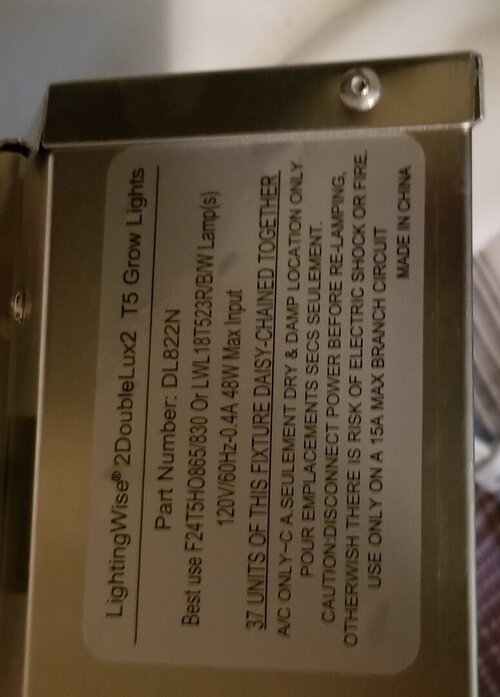 LightingWise® 2DoubleLux2 T5 Grow Lights
Part Number: DL822N
Best use F24T5HO865/830 Or LWL18T523R/B/W Lamp(s)
120V/60Hz-0.4A 48W Max Input
37 UNITS OF THIS FIXTURE DAISY-CHAINED TOGETHER
A/C ONLY-C A.SEULEMENT DRY & DAMP LOCATION ONLY.
POUR EMPLACEMENTS SECS SEULEMENT.
CAUTION:DISCONNECT POWER BEFORE RE-LAMPING,
OTHERWISH THERE IS RISK OF ELECTRIC SHOCK OR FIRE.
USE ONLY ON A 15A MAX BRANCH CIRCUIT
MADE IN CHINA